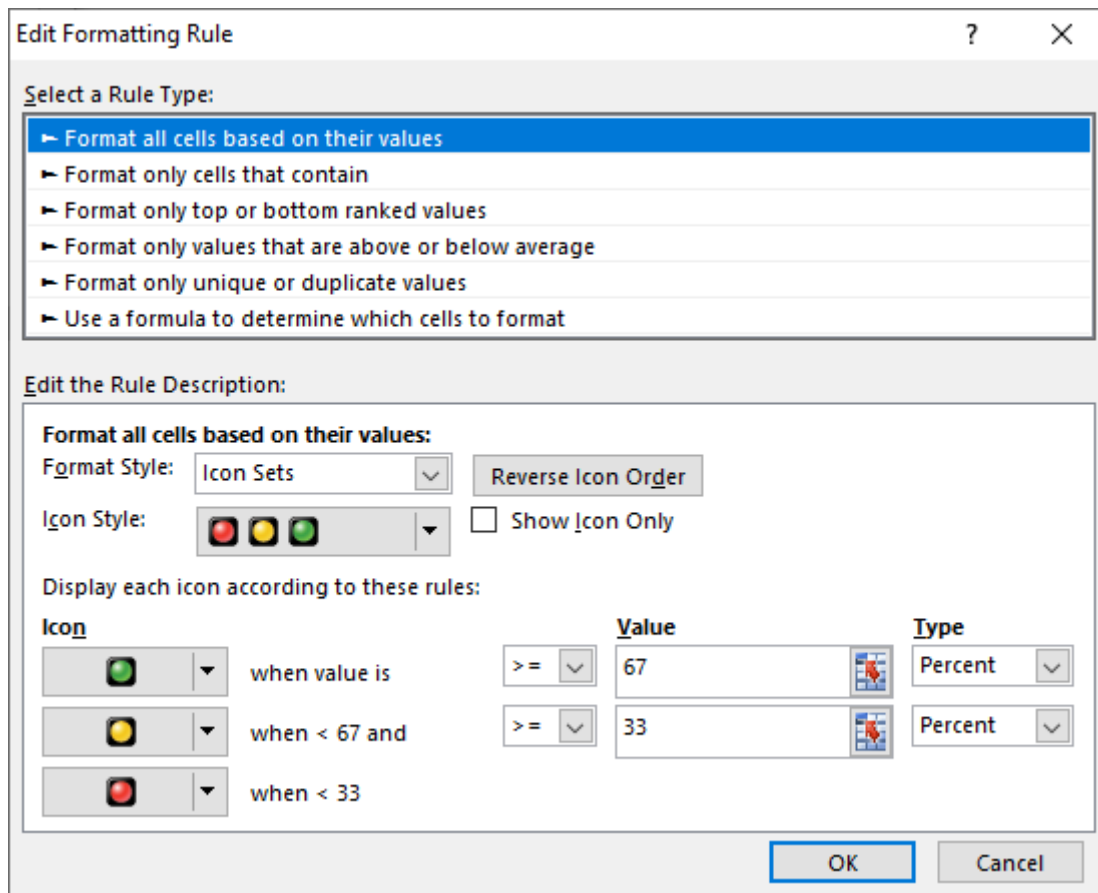 Edit Formatting Rule ?
Select a Rule Type:
► Format all cells based on their values
► Format only cells that contain
► Format only top or bottom ranked values
► Format only values that are above or below average
► Format only unique or duplicate values
► Use a formula to determine which cells to format
Edit the Rule Description:
Format all cells based on their values:
Format Style: Icon Sets Reverse Icon Order
Icon Style: Show Icon Only
Display each icon according to these rules:
Icon Value Type
when value is >= 67 Percent
when < 67 and >= 33 Percent
when < 33
OK Cancel